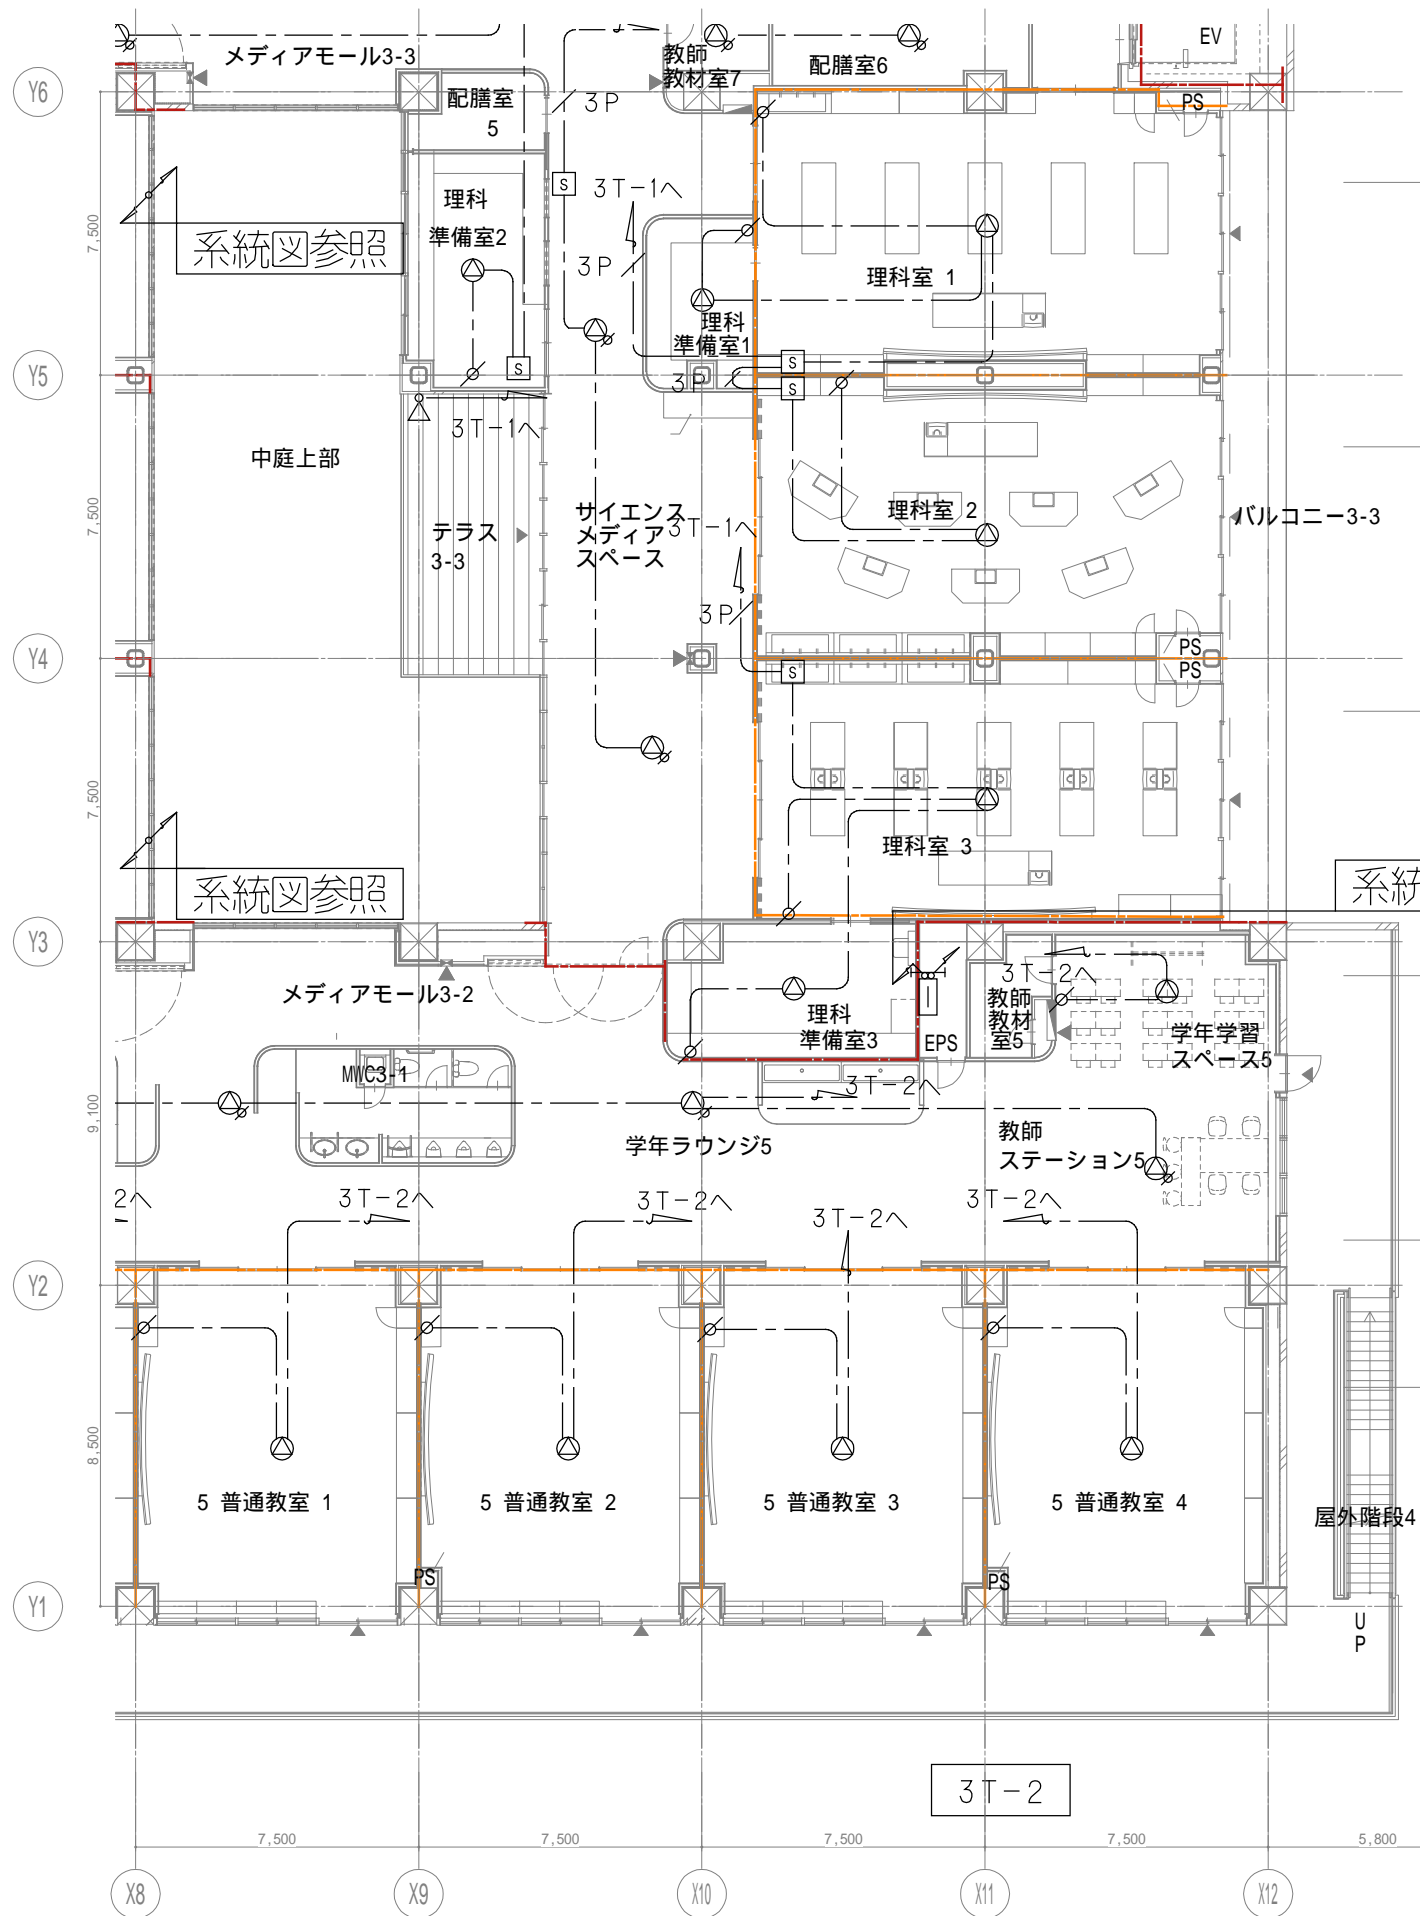 EV
メディアモール3-3
教師
教材室7
配膳室6
Y6
配膳室
5
3P
PS
S
3T-1へ
理科
準備室2
7,500
系統図参照
3P
理科室 1
理科
準備室1
S
S
S
3P
Y5
3T-1へ
中庭上部
サイエンス
メディア
スペース
3T-1へ
理科室 2
バルコニー3-3
テラス
3-3
7,500
3P
Y4
PS
PS
S
7,500
理科室 3
系統図参照
系統
Y3
メディアモール3-2
3T-2へ
理科
準備室3
教師
教材
室5
EPS
学年学習
スペース5
MWC3-1
3T-2へ
9,100
学年ラウンジ5
教師
ステーション5
2へ
3T-2へ
3T-2へ
3T-2へ
3T-2へ
Y2
8,500
5 普通教室 1
5 普通教室 2
5 普通教室 3
5 普通教室 4
屋外階段4
PS
PS
Y1
U
P
3T-2
7,500
7,500
7,500
7,500
5,800
X8
X9
X10
X11
X12